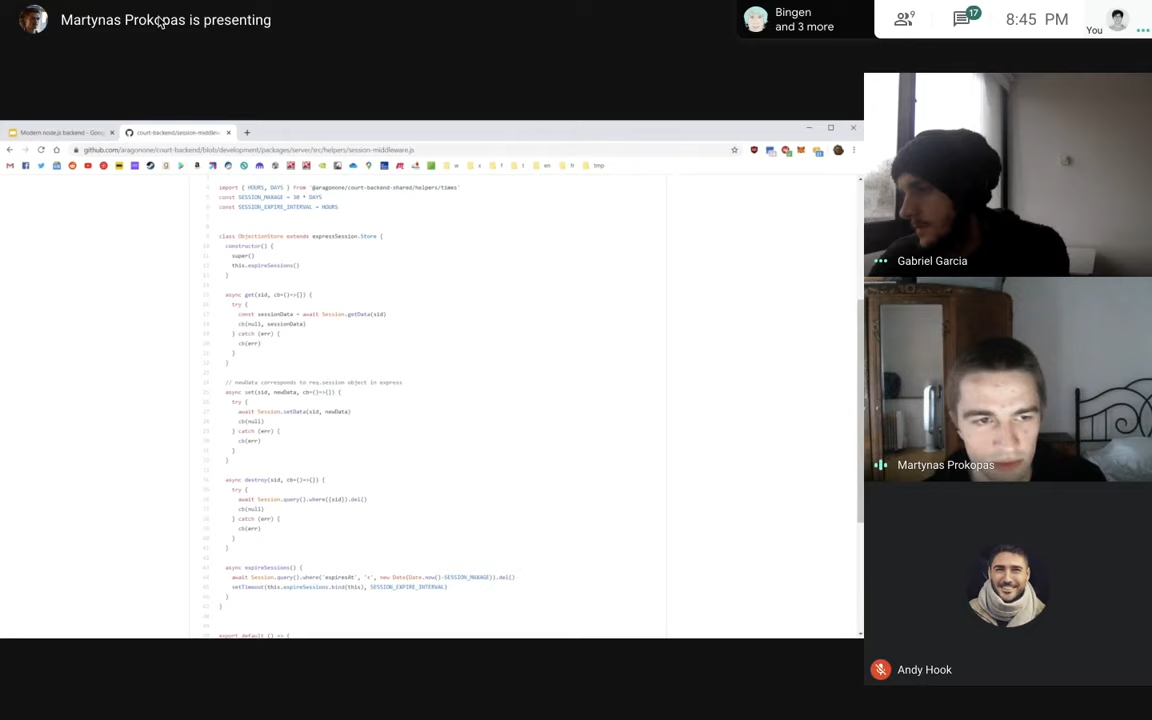 Martynas Prokopas is presenting
Bingen
and 3 more
9
17
8:45 PM
You
Modern node.js backend - Goog
court-backend/session-middlew
github.com/aragonone/court-backend/blob/development/packages/server/src/helpers/session-middleware.js
tmp
import { HOURS, DAYS } from '@aragonone/court-backend-shared/helpers/times'
const SESSION_MAXAGE = 30 * DAYS
const SESSION_EXPIRE_INTERVAL = HOURS
class ObjectionStore extends expressSession.Store {
constructor() {
super()
this.expireSessions()
}
async get(sid, cb=()=>{}) {
try {
const sessionData = await Session.getData(sid)
cb(null, sessionData)
} catch (err) {
cb(err)
}
}
// newData corresponds to req.session object in express
async set(sid, newData, cb=()=>{}) {
try {
await Session.setData(sid, newData)
cb(null)
} catch (err) {
cb(err)
}
}
async destroy(sid, cb=()=>{}) {
try {
await Session.query().where({sid}).del()
cb(null)
} catch (err) {
cb(err)
}
}
async expireSessions() {
await Session.query().where('expiresAt', '<', new Date(Date.now()-SESSION_MAXAGE)).del()
setTimeout(this.expireSessions.bind(this), SESSION_EXPIRE_INTERVAL)
}
}
export default () => {
Gabriel Garcia
Martynas Prokopas
Andy Hook